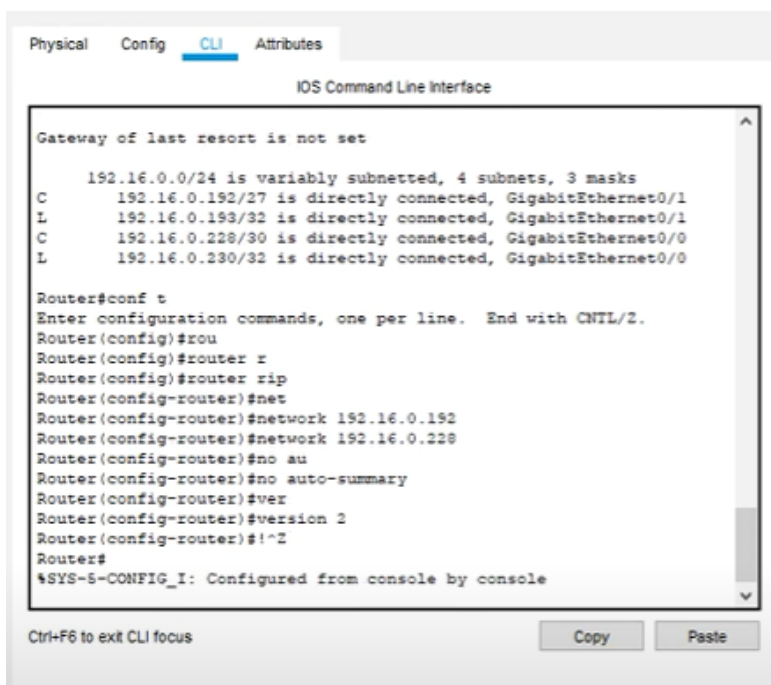 Physical Config CLI Attributes
IOS Command Line Interface
Gateway of last resort is not set
192.16.0.0/24 is variably subnetted, 4 subnets, 3 masks
C 192.16.0.192/27 is directly connected, GigabitEthernet0/1
L 192.16.0.193/32 is directly connected, GigabitEthernet0/1
C 192.16.0.228/30 is directly connected, GigabitEthernet0/0
L 192.16.0.230/32 is directly connected, GigabitEthernet0/0
Router#conf t
Enter configuration commands, one per line. End with CNTL/Z.
Router(config)#rou
Router(config)#router r
Router(config)#router rip
Router(config-router)#net
Router(config-router)#network 192.16.0.192
Router(config-router)#network 192.16.0.228
Router(config-router)#no au
Router(config-router)#no auto-summary
Router(config-router)#ver
Router(config-router)#version 2
Router(config-router)#!^Z
Router#
%SYS-5-CONFIG_I: Configured from console by console
Ctrl+F6 to exit CLI focus
Copy Paste